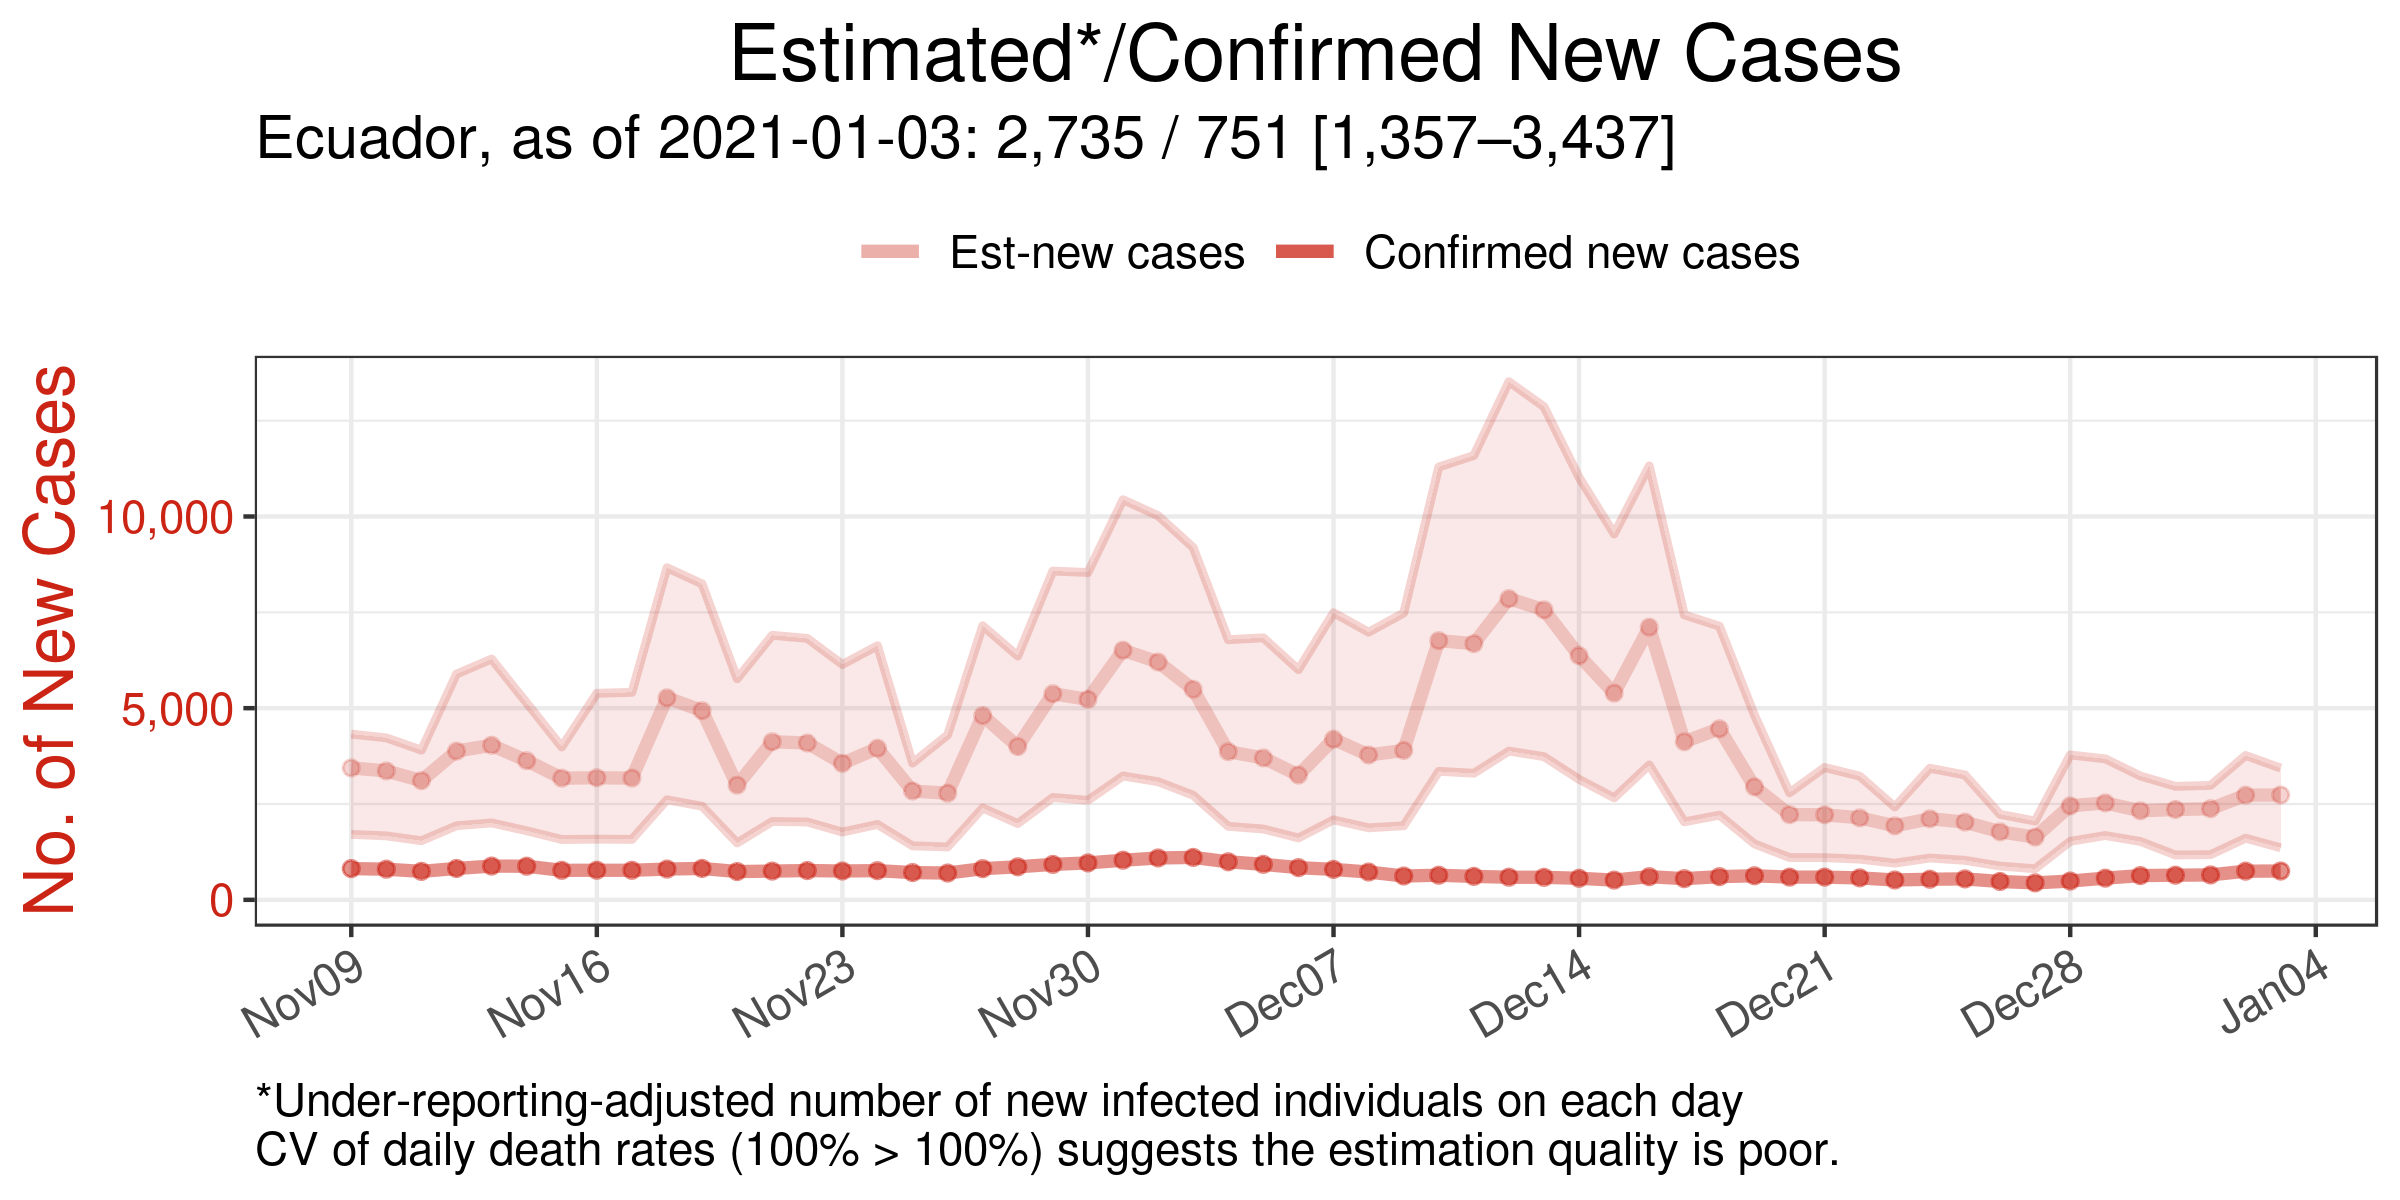 Estimated*/Confirmed New Cases
Ecuador, as of 2021-01-03: 2,735 / 751 [1,357–3,437]
Est-new cases
Confirmed new cases
No. of New Cases
10,000
5,000
0
Nov09
Nov16
Nov23
Nov30
Dec07
Dec14
Dec21
Dec28
Jan04
*Under-reporting-adjusted number of new infected individuals on each day
CV of daily death rates (100% > 100%) suggests the estimation quality is poor.